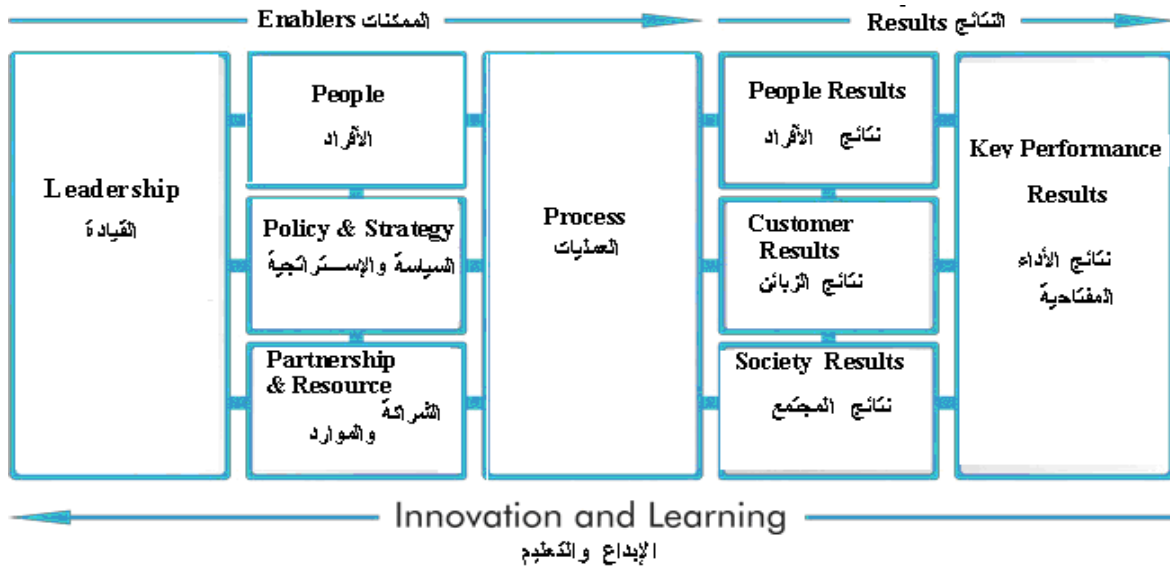 Enablers الممكنات
Results النتائج
Leadership
القيادة
People
الأفراد
Policy & Strategy
السياسة والإستراتجية
Partnership
& Resource
الشراكة
والموارد
Process
العمليات
People Results
نتائج الأفراد
Customer
Results
نتائج الزبائن
Society Results
نتائج المجتمع
Key Performance
Results
نتائج الأداء
المفتاحية
Innovation and Learning
الإبداع والتعليم